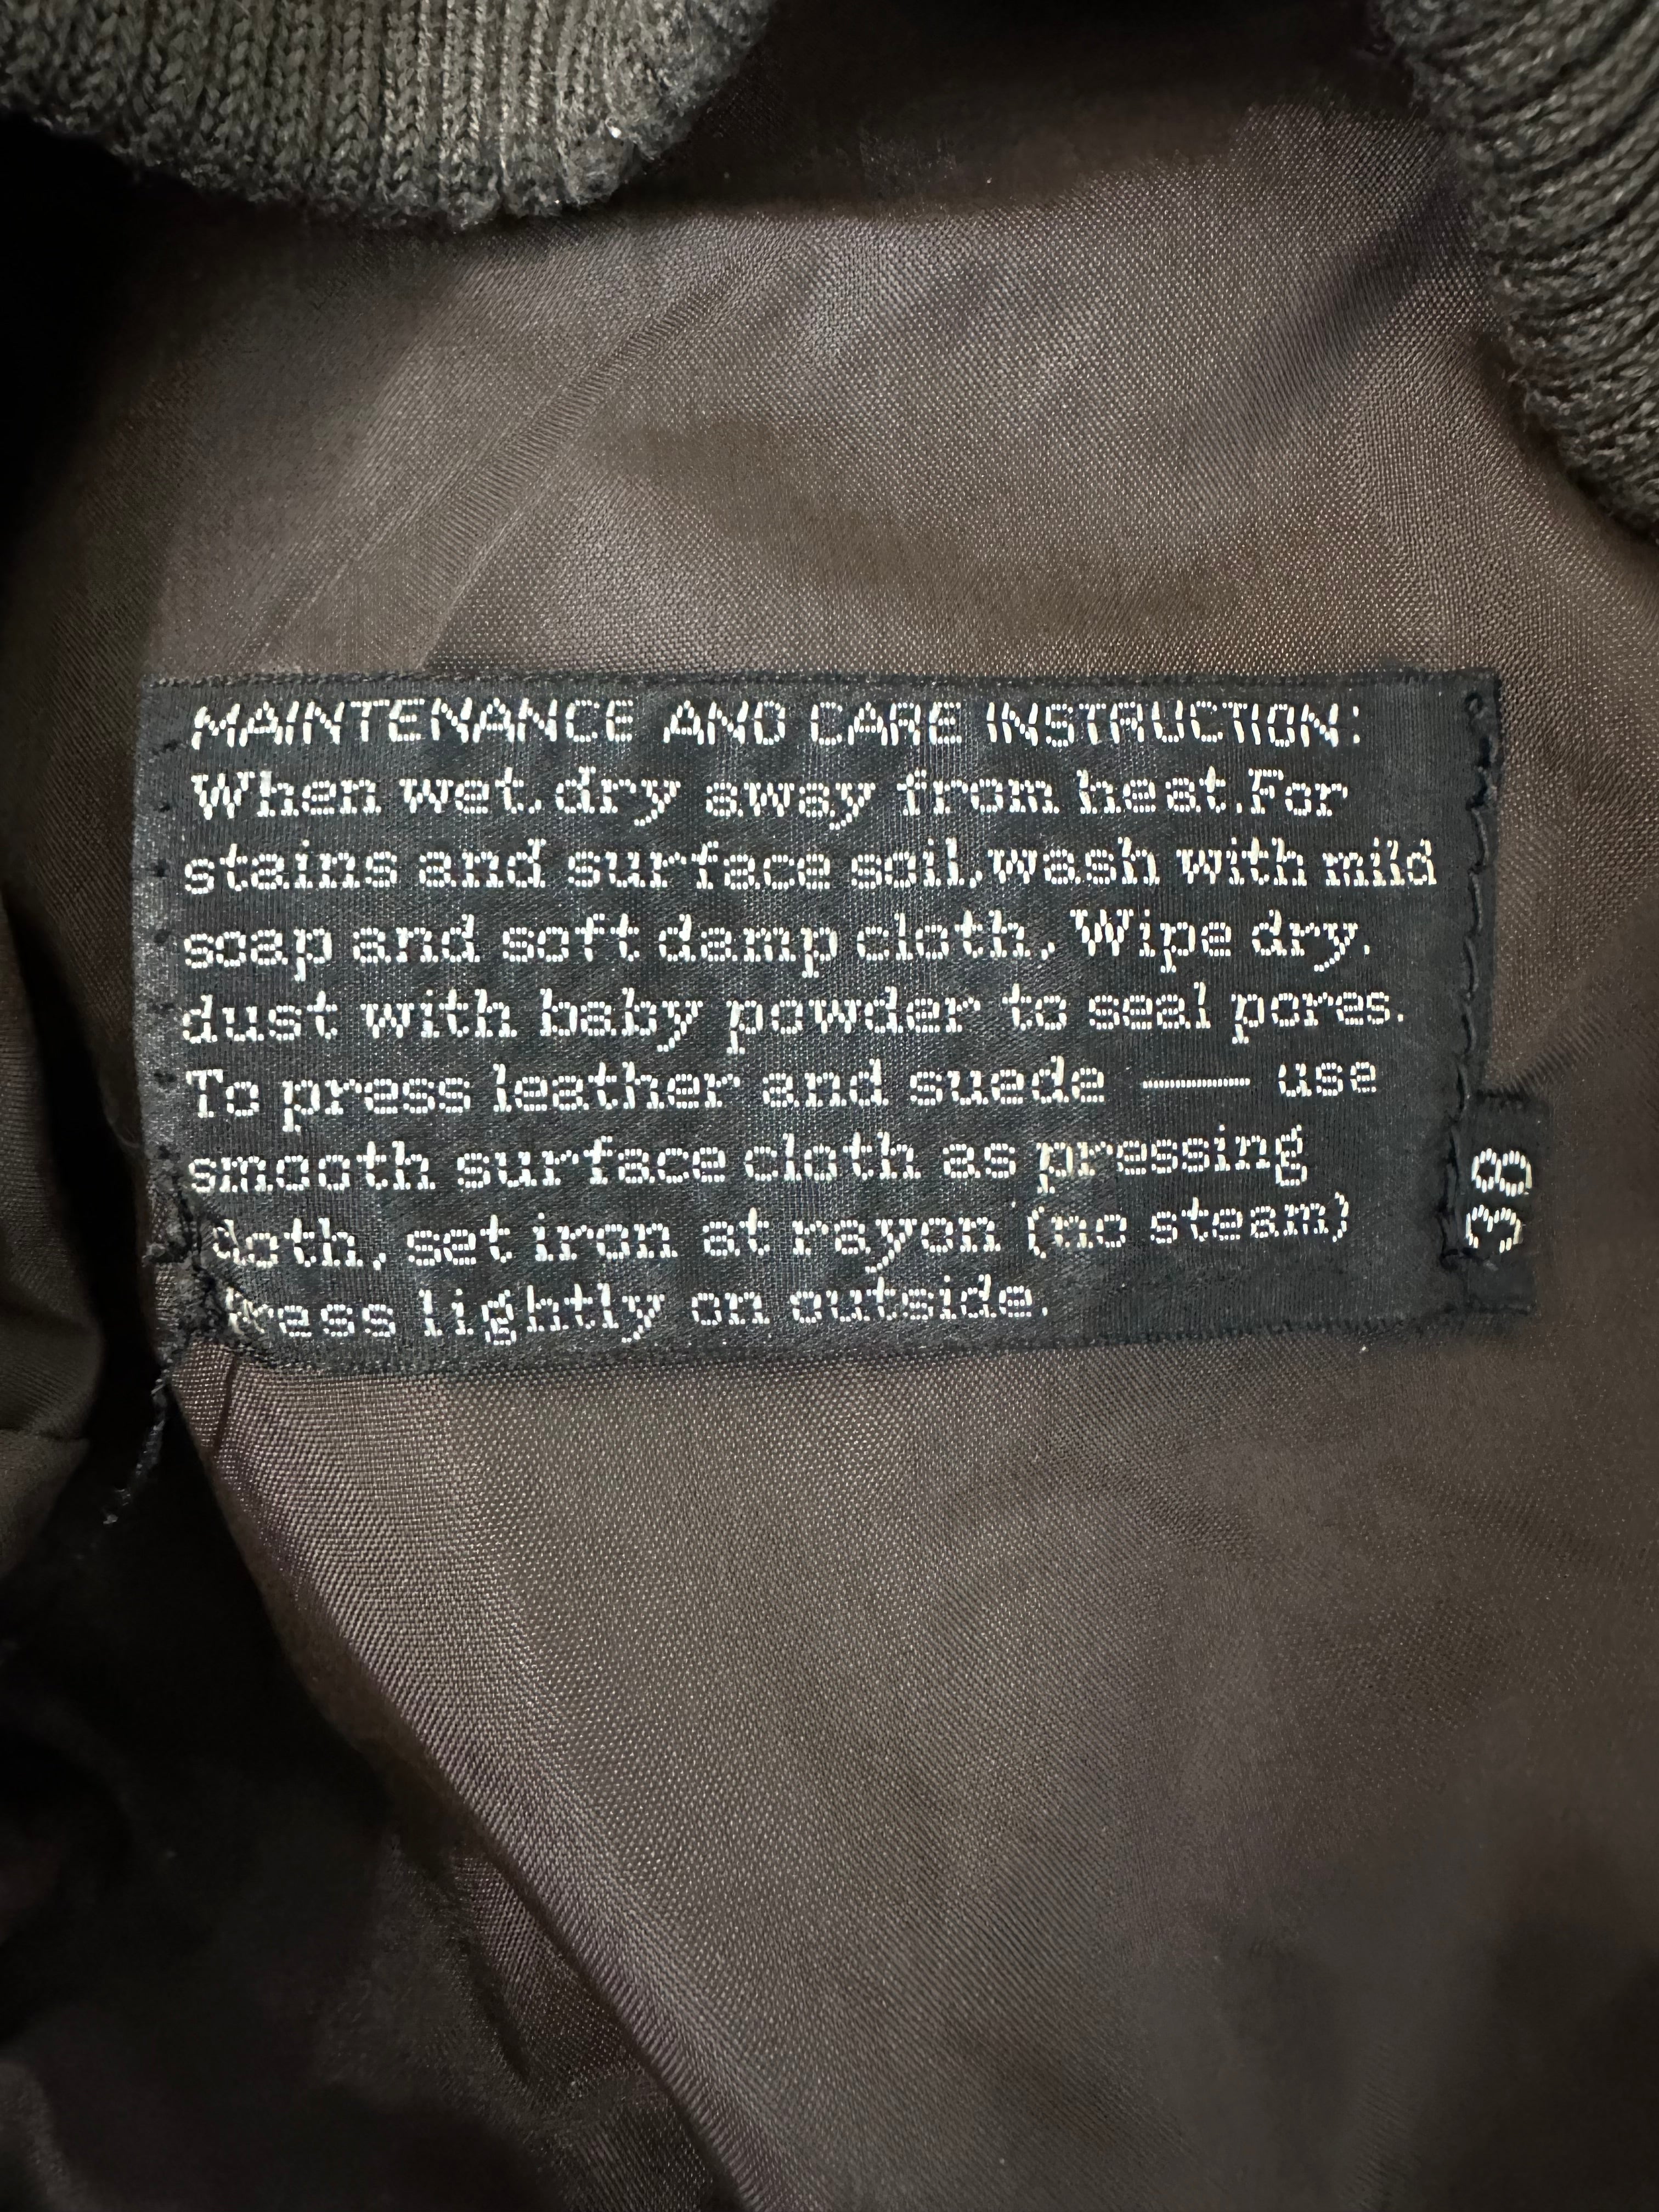 MAINTENANCE AND CARE INSTRUCTION:
When wet.dry away from heat.For
stains and surface soil,wash with mild
soap and soft damp cloth. Wipe dry.
dust with baby powder to seal pores.
To press leather and suede — use
smooth surface cloth as pressing
cloth, set iron at rayon (no steam)
Press lightly on outside.
38